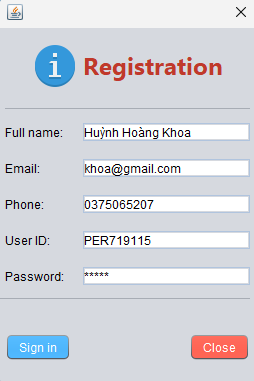 Registration
Full name: Huỳnh Hoàng Khoa
Email: khoa@gmail.com
Phone: 0375065207
User ID: PER719115
Password: *****
Sign in Close